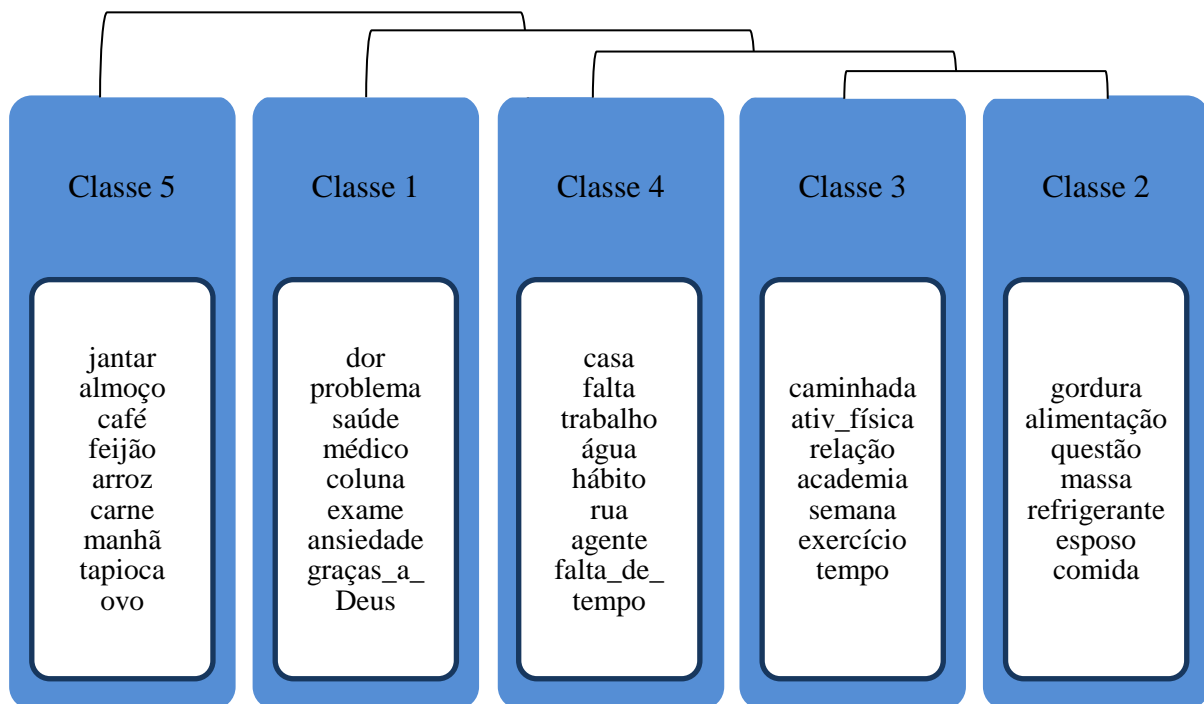 Classe 5
jantar
almoço
café
feijão
arroz
carne
manhã
tapioca
ovo
Classe 1
dor
problema
saúde
médico
coluna
exame
ansiedade
graças_a_
Deus
Classe 4
casa
falta
trabalho
água
hábito
rua
agente
falta_de_
tempo
Classe 3
caminhada
ativ_física
relação
academia
semana
exercício
tempo
Classe 2
gordura
alimentação
questão
massa
refrigerante
esposo
comida